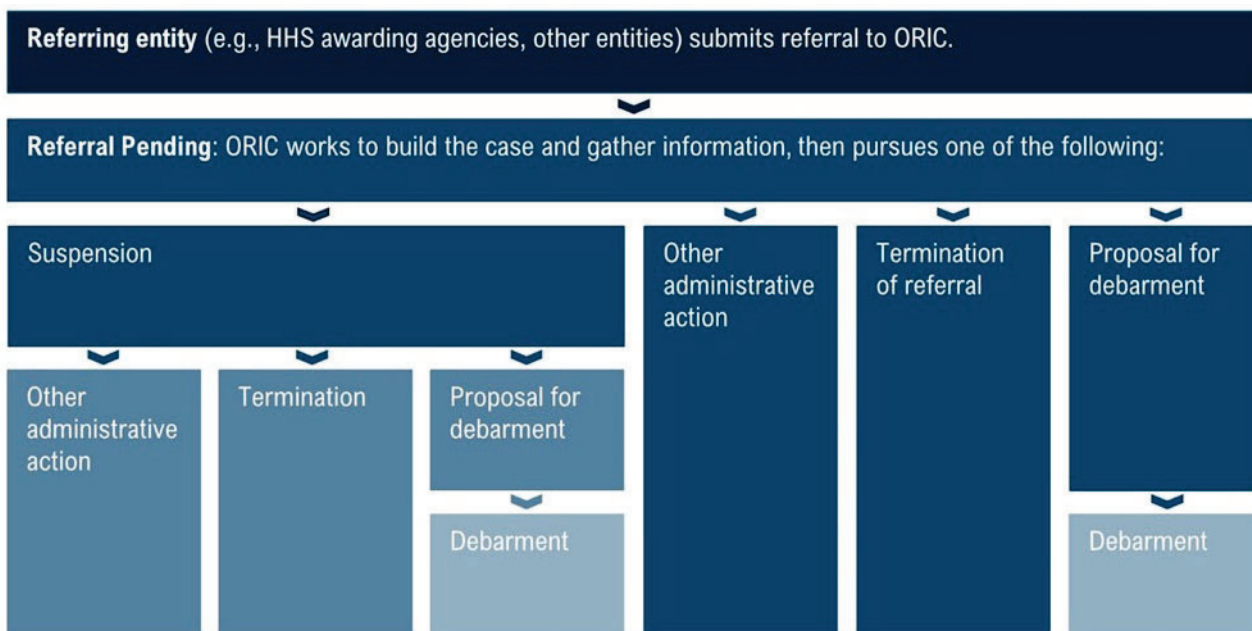 Referring entity (e.g., HHS awarding agencies, other entities) submits referral to ORIC.
Referral Pending: ORIC works to build the case and gather information, then pursues one of the following:
Suspension
Other
administrative
action
Termination
of referral
Proposal for
debarment
Other
administrative
action
Termination
Proposal for
debarment
Debarment
Debarment